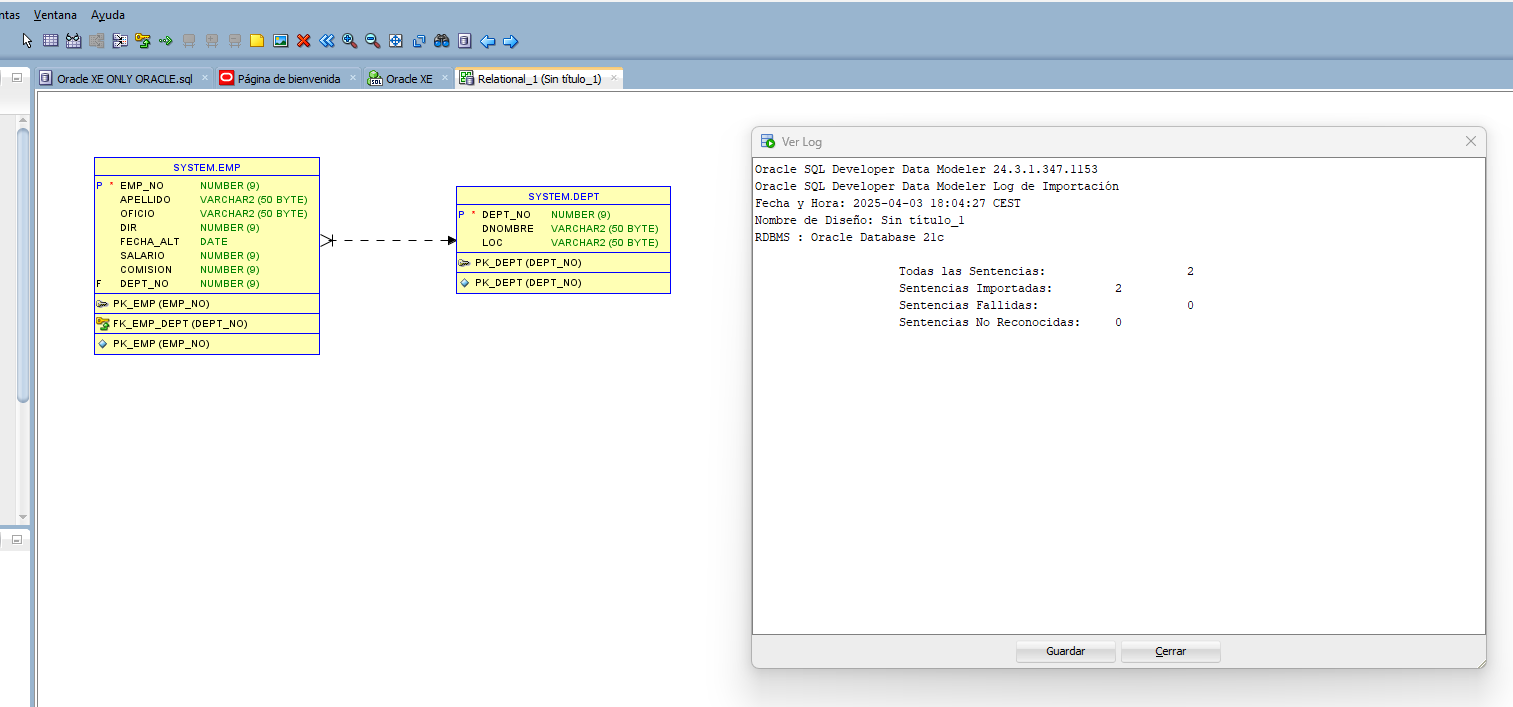 ntas Ventana Ayuda
Oracle XE ONLY ORACLE.sql Página de bienvenida Oracle XE Relational_1 (Sin título_1)
SYSTEM.EMP
P * EMP_NO NUMBER (9)
APELLIDO VARCHAR2 (50 BYTE)
OFICIO VARCHAR2 (50 BYTE)
DIR NUMBER (9)
FECHA_ALT DATE
SALARIO NUMBER (9)
COMISION NUMBER (9)
F DEPT_NO NUMBER (9)
PK_EMP (EMP_NO)
FK_EMP_DEPT (DEPT_NO)
PK_EMP (EMP_NO)
SYSTEM.DEPT
P * DEPT_NO NUMBER (9)
DNOMBRE VARCHAR2 (50 BYTE)
LOC VARCHAR2 (50 BYTE)
PK_DEPT (DEPT_NO)
PK_DEPT (DEPT_NO)
Ver Log
Oracle SQL Developer Data Modeler 24.3.1.347.1153
Oracle SQL Developer Data Modeler Log de Importación
Fecha y Hora: 2025-04-03 18:04:27 CEST
Nombre de Diseño: Sin título_1
RDBMS : Oracle Database 21c
Todas las Sentencias: 2
Sentencias Importadas: 2
Sentencias Fallidas: 0
Sentencias No Reconocidas: 0
Guardar Cerrar